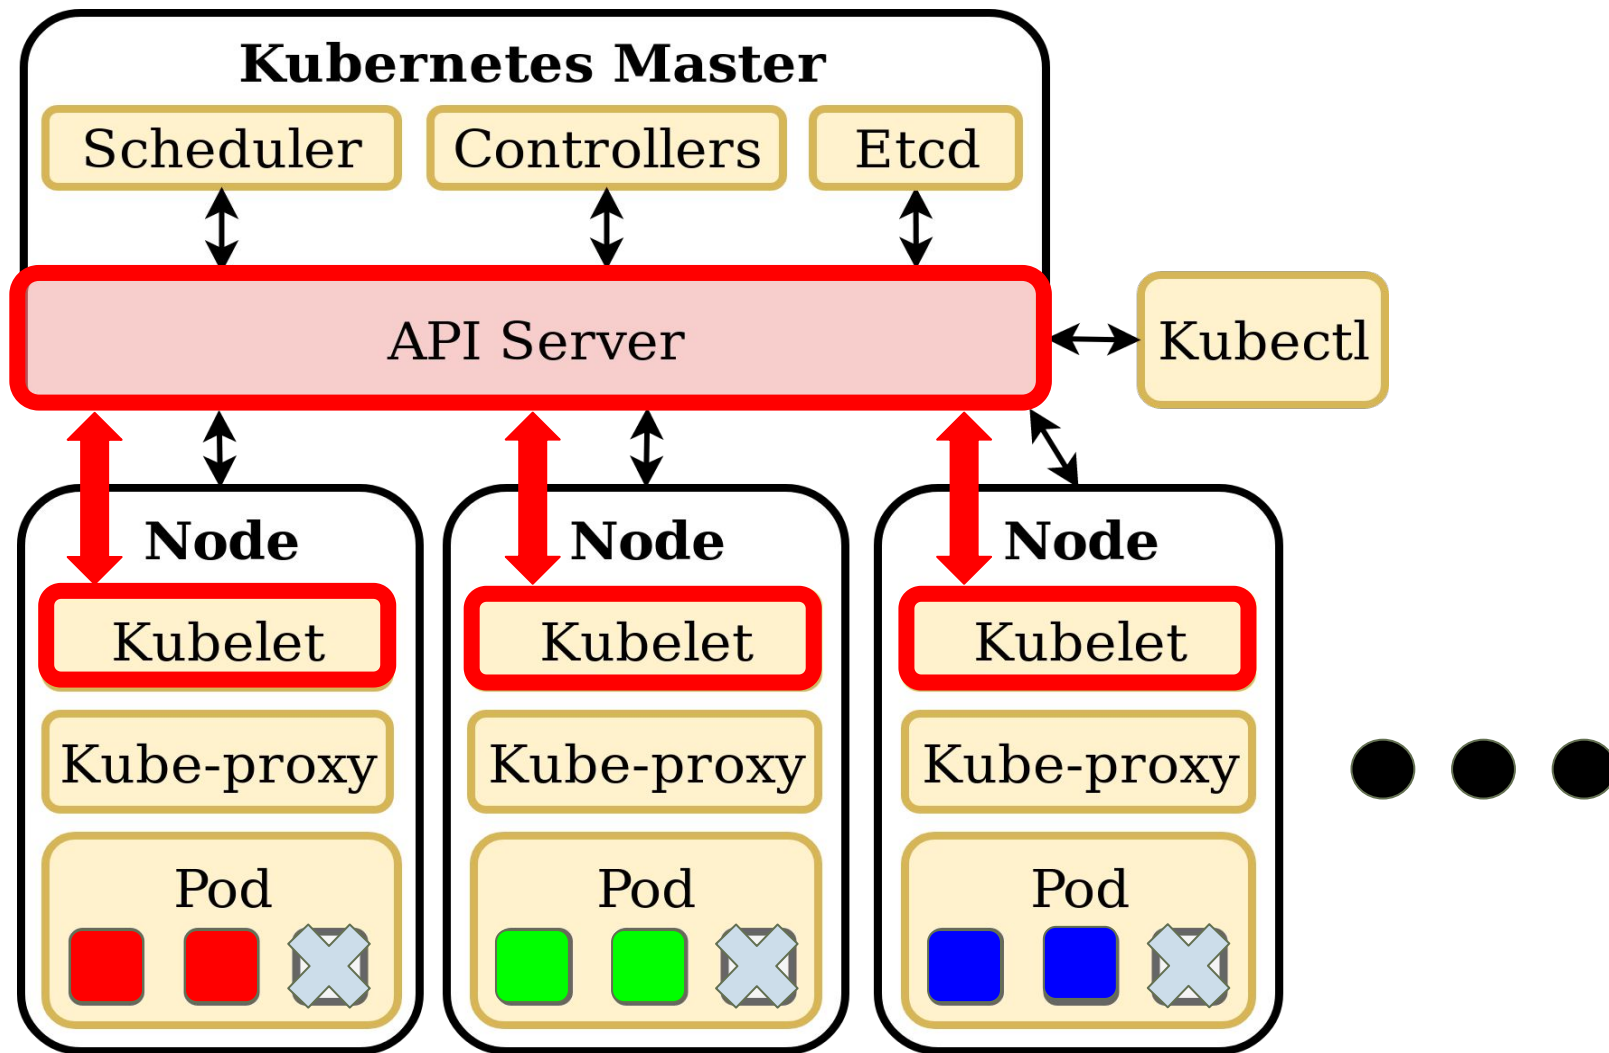 Kubernetes Master
Scheduler
Controllers
Etcd
API Server
Kubectl
Node
Node
Node
Kubelet
Kubelet
Kubelet
Kube-proxy
Kube-proxy
Kube-proxy
Pod
Pod
Pod